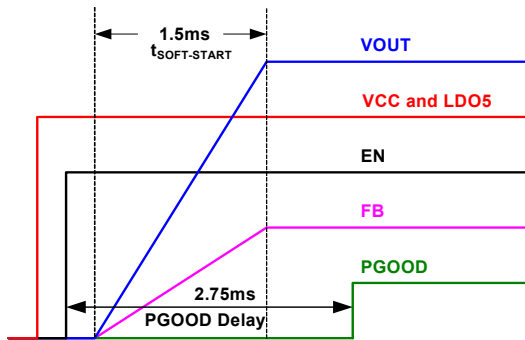 1.5ms
tSOFT-START
VOUT
VCC and LDO5
EN
FB
PGOOD
2.75ms
PGOOD Delay